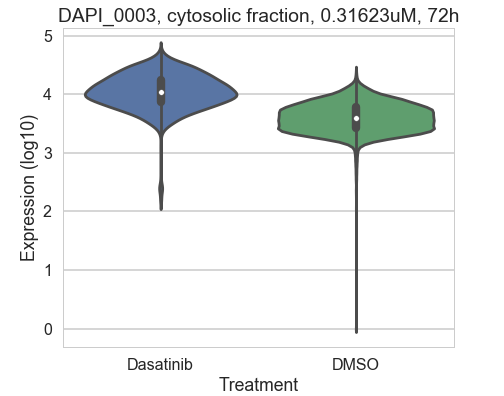 DAPI_0003, cytosolic fraction, 0.31623uM, 72h
5
4
3
2
1
0
Expression (log10)
Dasatinib DMSO
Treatment